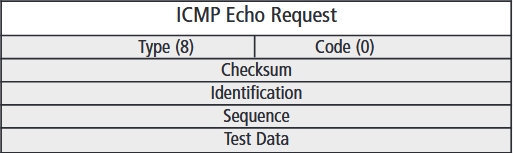 ICMP Echo Request
Type (8) Code (0)
Checksum
Identification
Sequence
Test Data